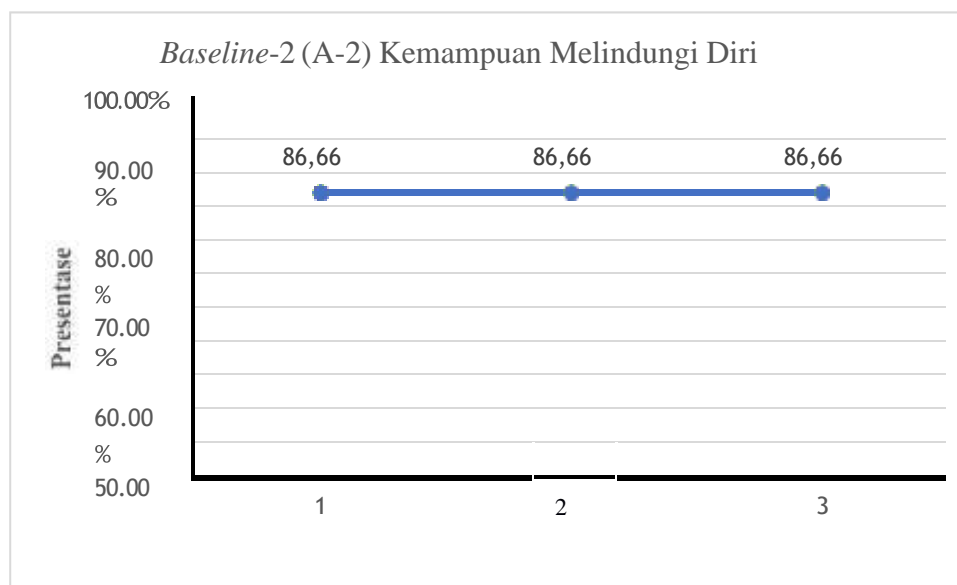 Baseline-2 (A-2) Kemampuan Melindungi Diri
100.00%
90.00
%
80.00
%
70.00
%
60.00
%
50.00
Presentase
86,66 86,66 86,66
1 2 3